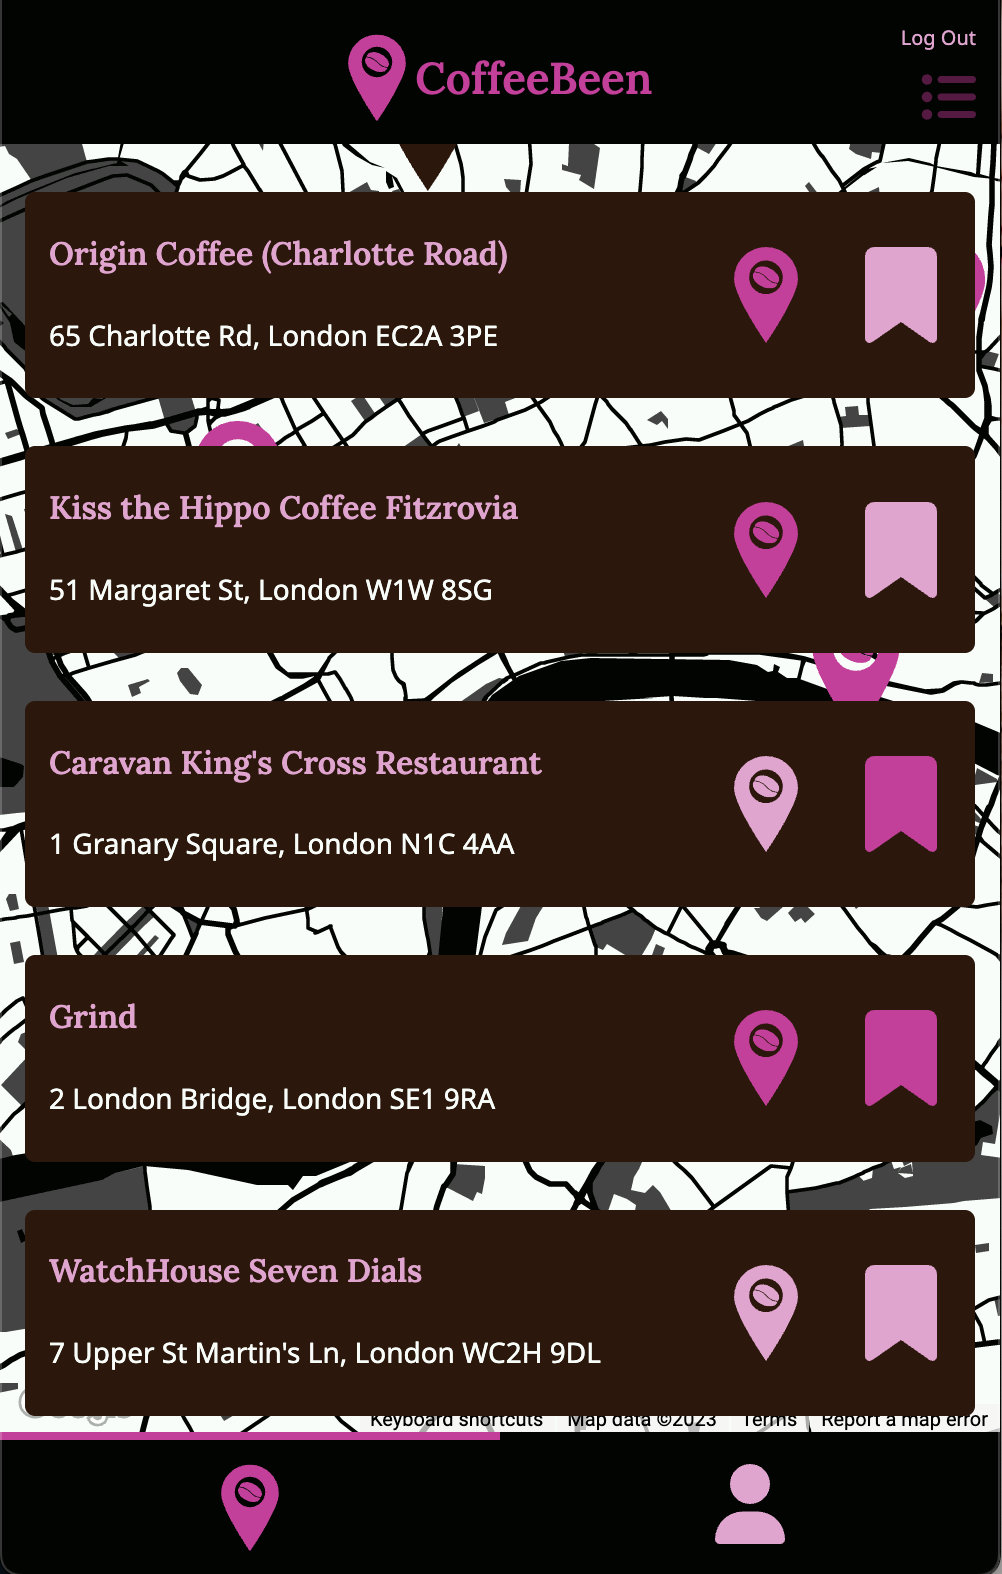 Log Out
CoffeeBeen
Origin Coffee (Charlotte Road)
65 Charlotte Rd, London EC2A 3PE
Kiss the Hippo Coffee Fitzrovia
51 Margaret St, London W1W 8SG
Caravan King's Cross Restaurant
1 Granary Square, London N1C 4AA
Grind
2 London Bridge, London SE1 9RA
WatchHouse Seven Dials
7 Upper St Martin's Ln, London WC2H 9DL
Keyboard shortcuts Map data ©2023 Terms Report a map error